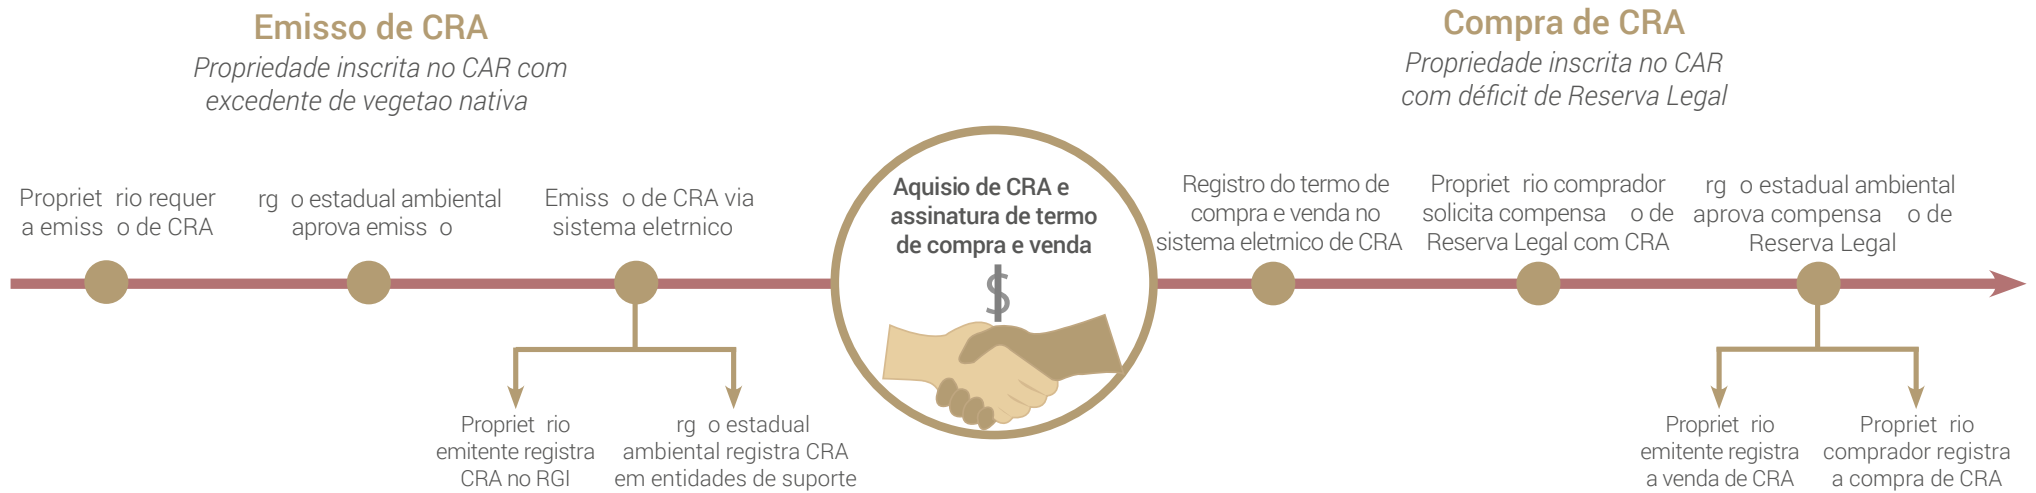 Emisso de CRA
Propriedade inscrita no CAR com
excedente de vegetao nativa
Compra de CRA
Propriedade inscrita no CAR
com déficit de Reserva Legal
Propriet rio requer
a emiss o de CRA
rg o estadual ambiental
aprova emiss o
Emiss o de CRA via
sistema eletrnico
Aquisio de CRA e
assinatura de termo
de compra e venda
$
Registro do termo de
compra e venda no
sistema eletrnico de CRA
Propriet rio comprador
solicita compensa o de
Reserva Legal com CRA
rg o estadual ambiental
aprova compensa o de
Reserva Legal
Propriet rio
emitente registra
CRA no RGI
rg o estadual
ambiental registra CRA
em entidades de suporte
Propriet rio
emitente registra
a venda de CRA
Propriet rio
comprador registra
a compra de CRA